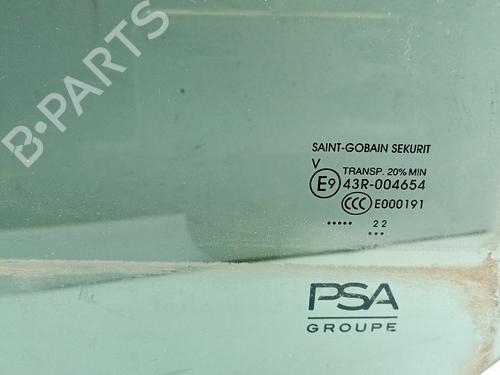 B-PARTS
SAINT-GOBAIN SEKURIT
V TRANSP. 20% MIN
E9 43R-004654
CCC E000191
..... 22
...
PSA
GROUPE